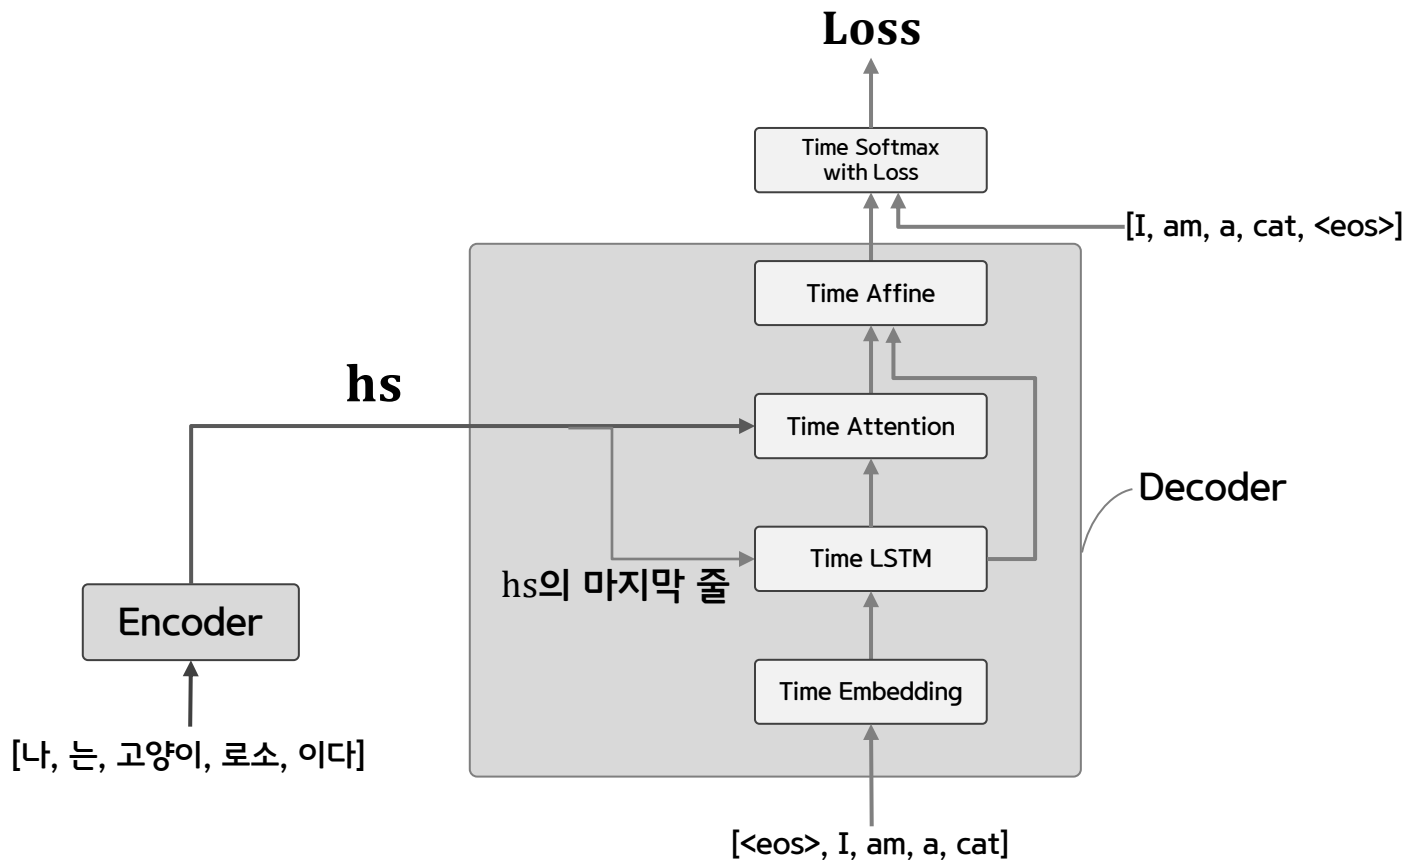 Loss
Time Softmax
with Loss
[I, am, a, cat, <eos>]
Time Affine
hs
Time Attention
Decoder
Time LSTM
hs의 마지막 줄
Encoder
Time Embedding
[나, 는, 고양이, 로소, 이다]
[<eos>, I, am, a, cat]